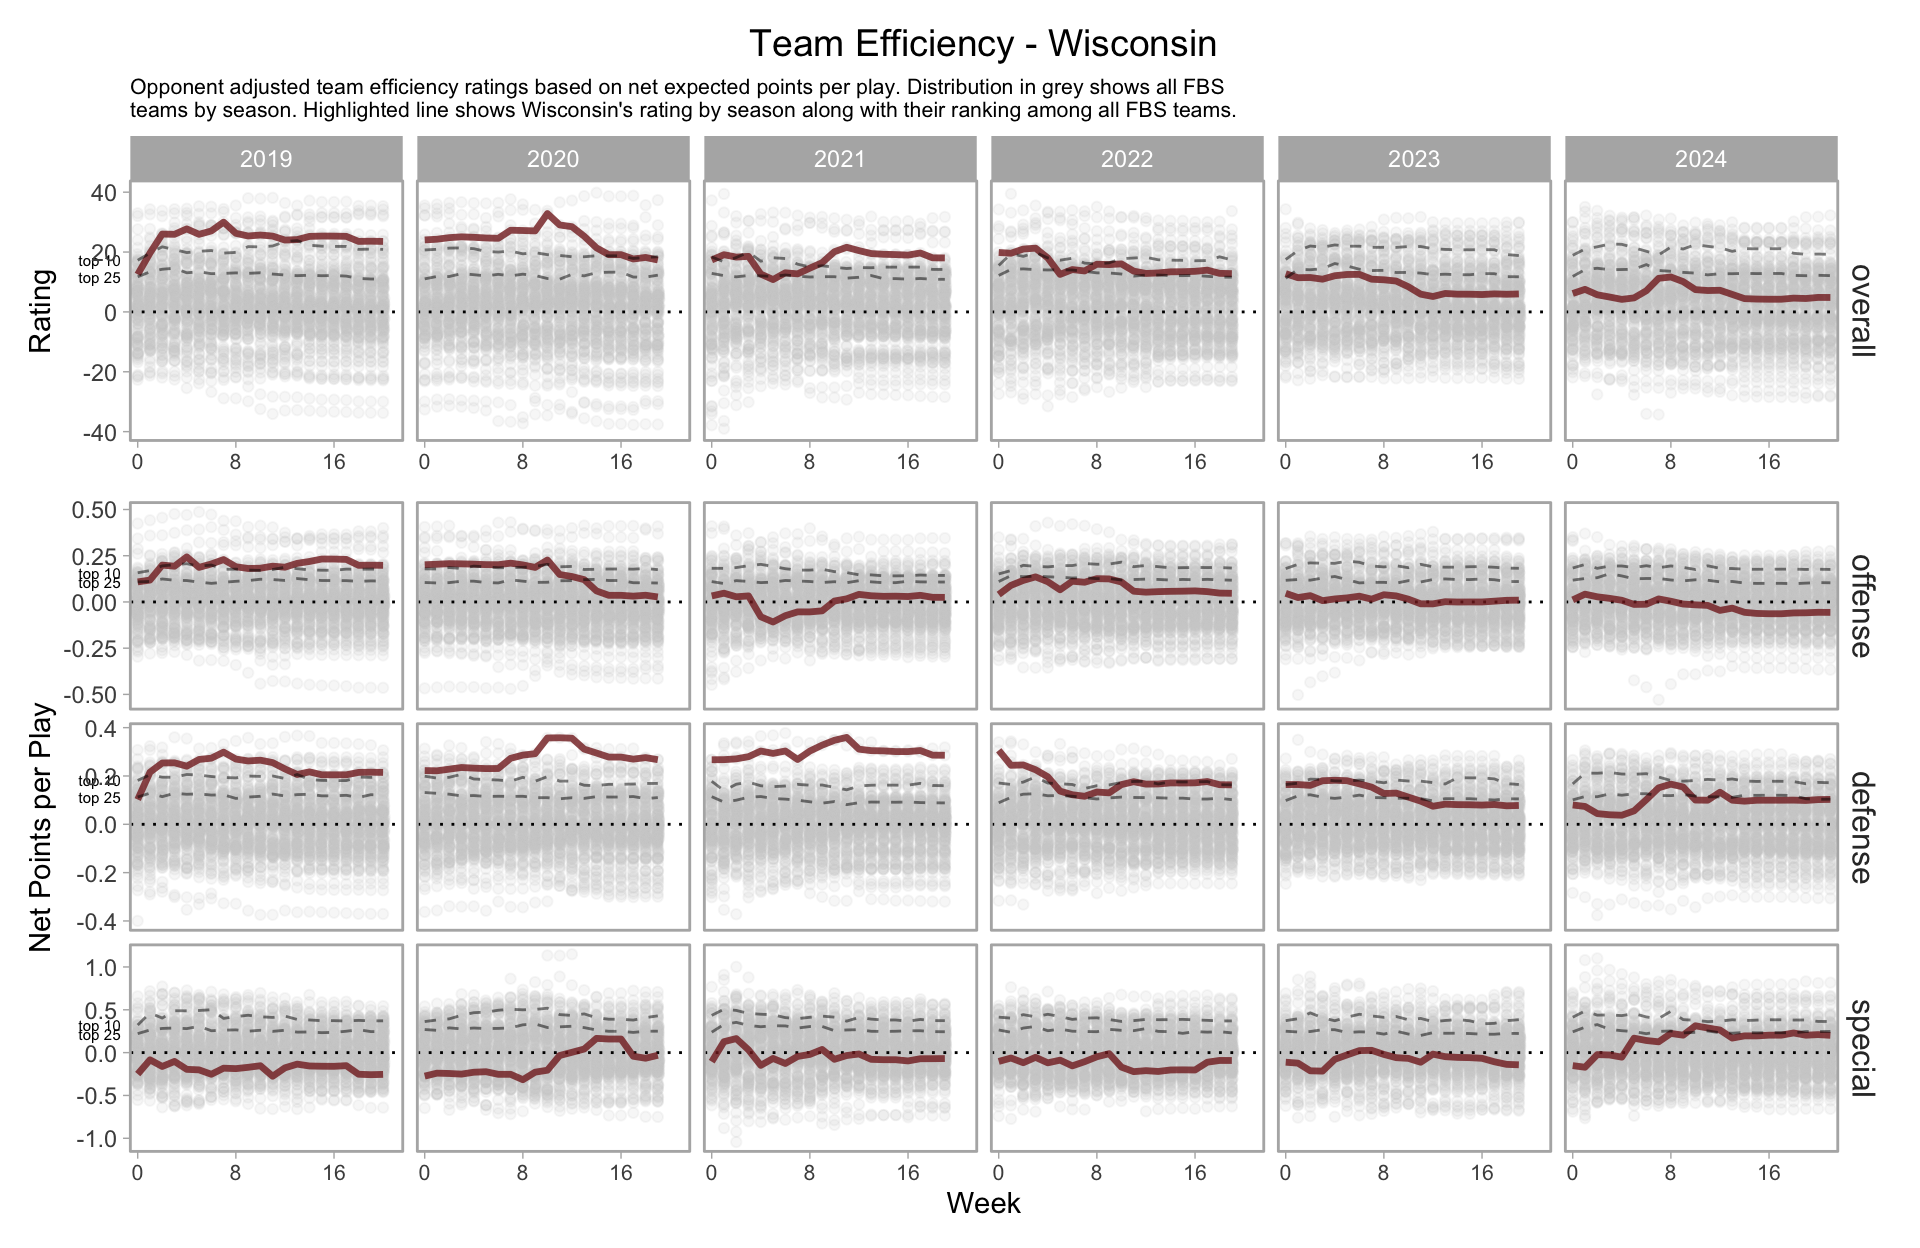 Team Efficiency - Wisconsin
Opponent adjusted team efficiency ratings based on net expected points per play. Distribution in grey shows all FBS
teams by season. Highlighted line shows Wisconsin's rating by season along with their ranking among all FBS teams.
2019 2020 2021 2022 2023 2024
Rating
40
20
0
-20
-40
top 10
top 25
overall
0 8 16 0 8 16 0 8 16 0 8 16 0 8 16 0 8 16
Net Points per Play
0.50
0.25
0.00
-0.25
-0.50
top 10
top 25
offense
0.4
0.2
0.0
-0.2
-0.4
top 10
top 25
defense
1.0
0.5
0.0
-0.5
-1.0
top 10
top 25
special
0 8 16 0 8 16 0 8 16 0 8 16 0 8 16 0 8 16
Week